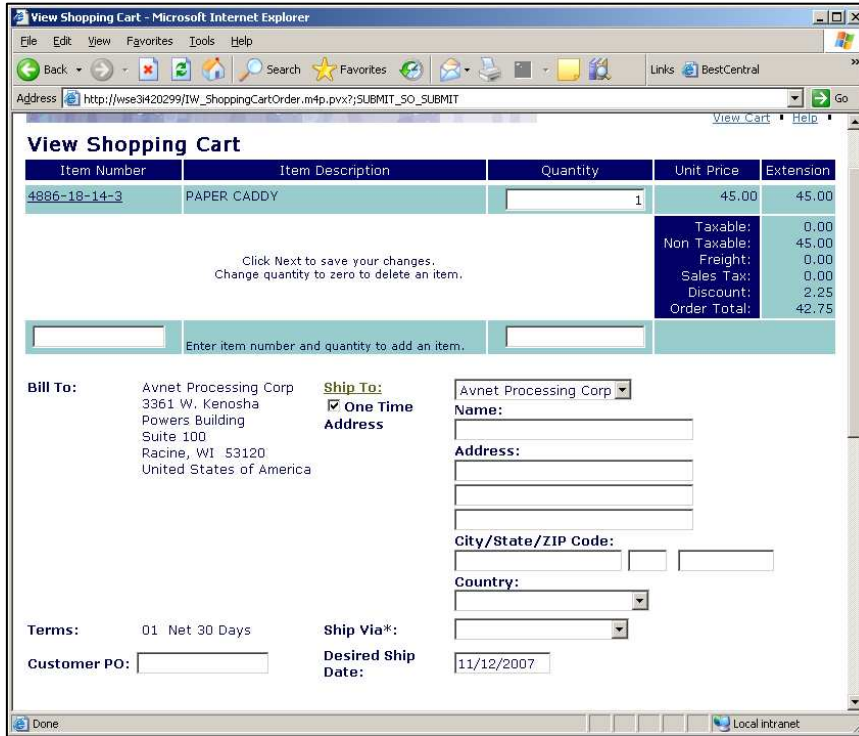 View Shopping Cart - Microsoft Internet Explorer
File Edit View Favorites Tools Help
Back Search Favorites Links BestCentral
Address http://wse3i420299/IW_ShoppingCartOrder.m4p.pvx?;SUBMIT_SO_SUBMIT Go
View Cart Help
View Shopping Cart
Item Number Item Description Quantity Unit Price Extension
4886-18-14-3 PAPER CADDY 1 45.00 45.00
Taxable: 0.00
Non Taxable: 45.00
Click Next to save your changes.
Freight: 0.00
Change quantity to zero to delete an item.
Sales Tax: 0.00
Discount: 2.25
Order Total: 42.75
Enter item number and quantity to add an item.
Bill To: Avnet Processing Corp Ship To: Avnet Processing Corp
3361 W. Kenosha One Time Name:
Powers Building Address
Suite 100
Racine, WI 53120 Address:
United States of America
City/State/ZIP Code:
Country:
Terms: 01 Net 30 Days Ship Via*:
Customer PO: Desired Ship Date: 11/12/2007
Done Local intranet